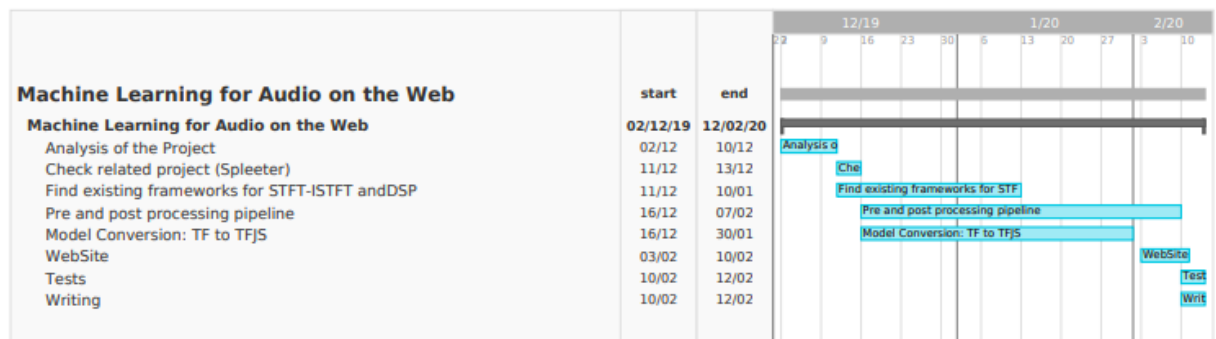 12/19 1/20 2/20
2 9 16 23 30 6 13 20 27 3 10
Machine Learning for Audio on the Web start end
Machine Learning for Audio on the Web 02/12/19 12/02/20
Analysis of the Project 02/12 10/12 Analysis o
Check related project (Spleeter) 11/12 13/12 Che
Find existing frameworks for STFT-ISTFT andDSP 11/12 10/01 Find existing frameworks for STF
Pre and post processing pipeline 16/12 07/02 Pre and post processing pipeline
Model Conversion: TF to TFJS 16/12 30/01 Model Conversion: TF to TFJS
WebSite 03/02 10/02 WebSite
Tests 10/02 12/02 Test
Writing 10/02 12/02 Writ